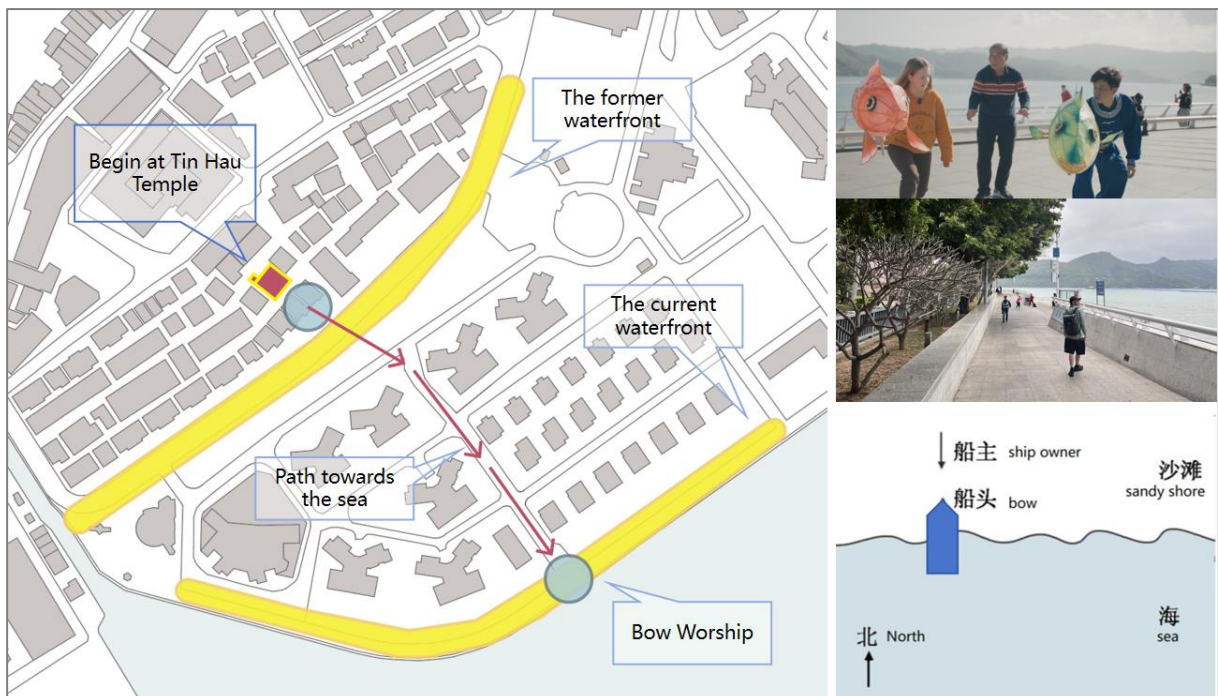 The former
waterfront
Begin at Tin Hau
Temple
The current
waterfront
Path towards
the sea
Bow Worship
船主 ship owner
船头 bow
沙滩
sandy shore
海
sea
北 North